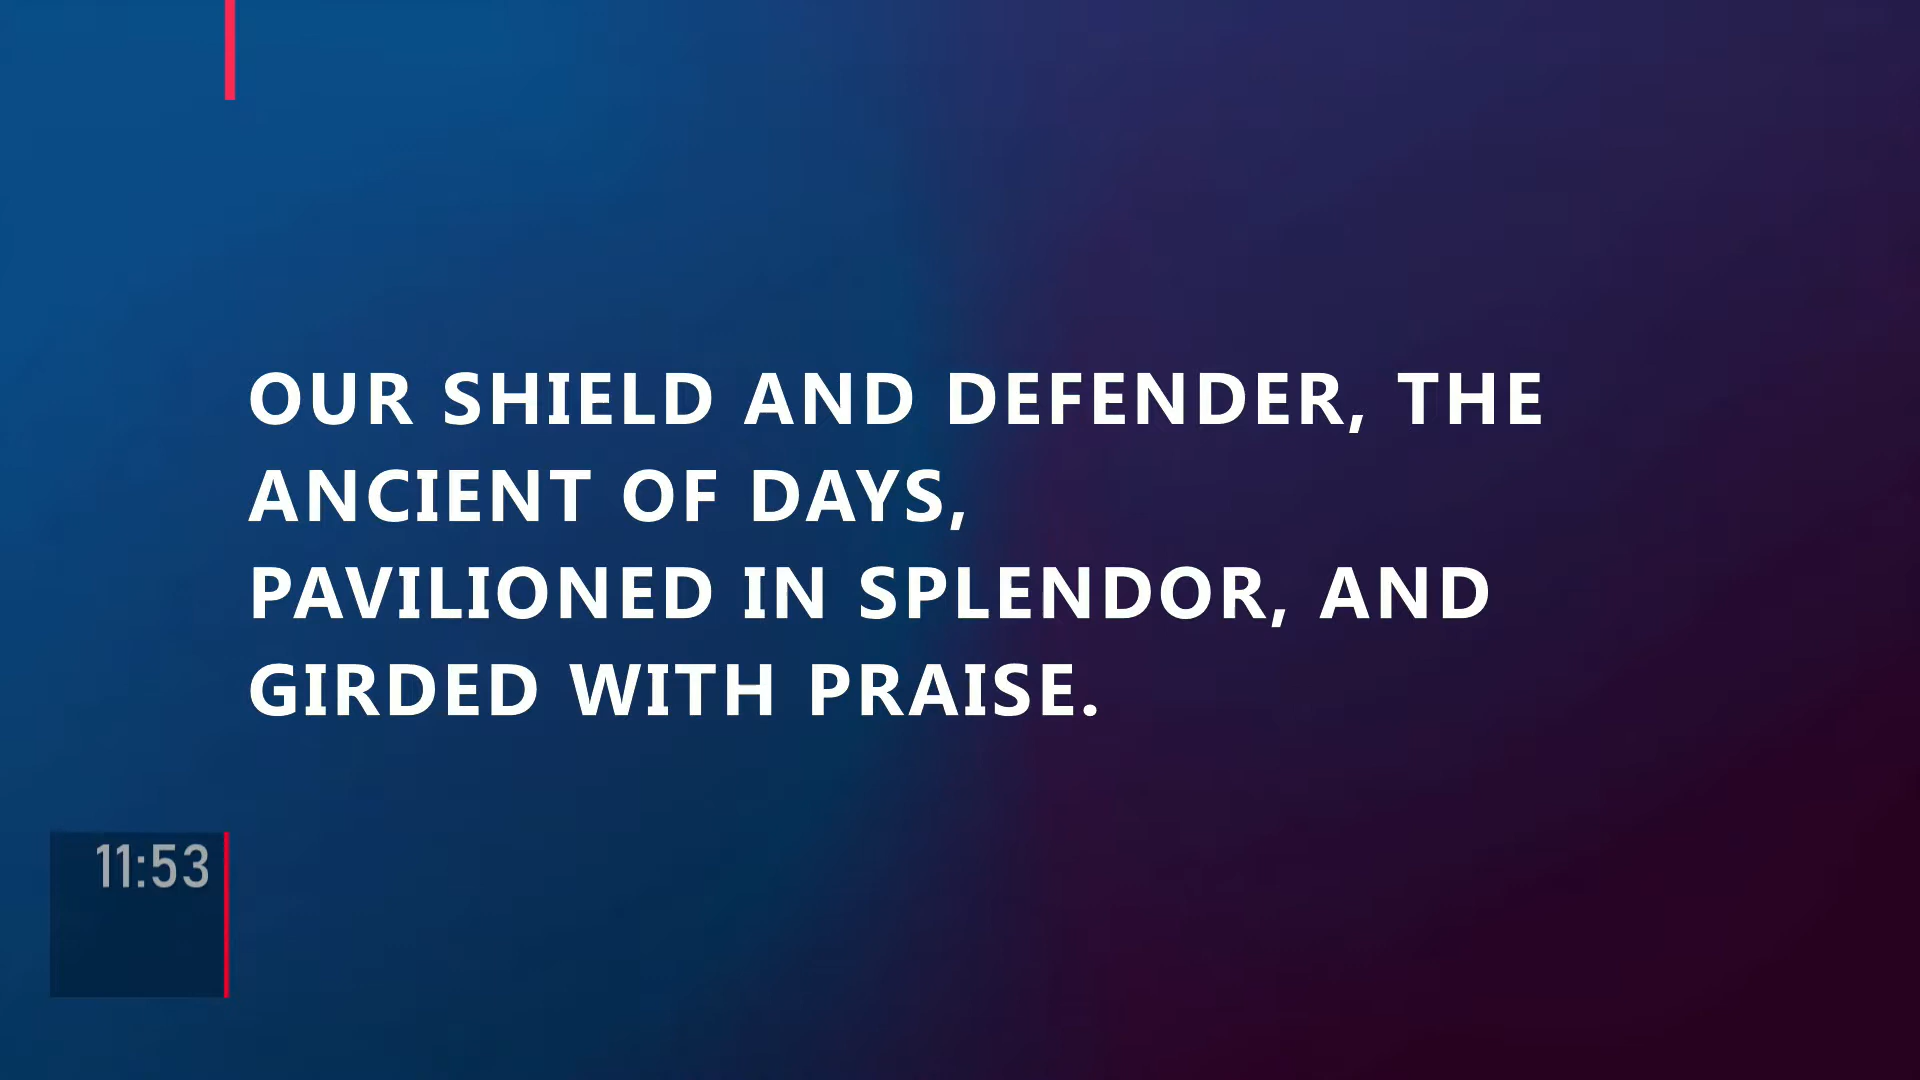 OUR SHIELD AND DEFENDER, THE
ANCIENT OF DAYS,
PAVILIONED IN SPLENDOR, AND
GIRDED WITH PRAISE.
11:53